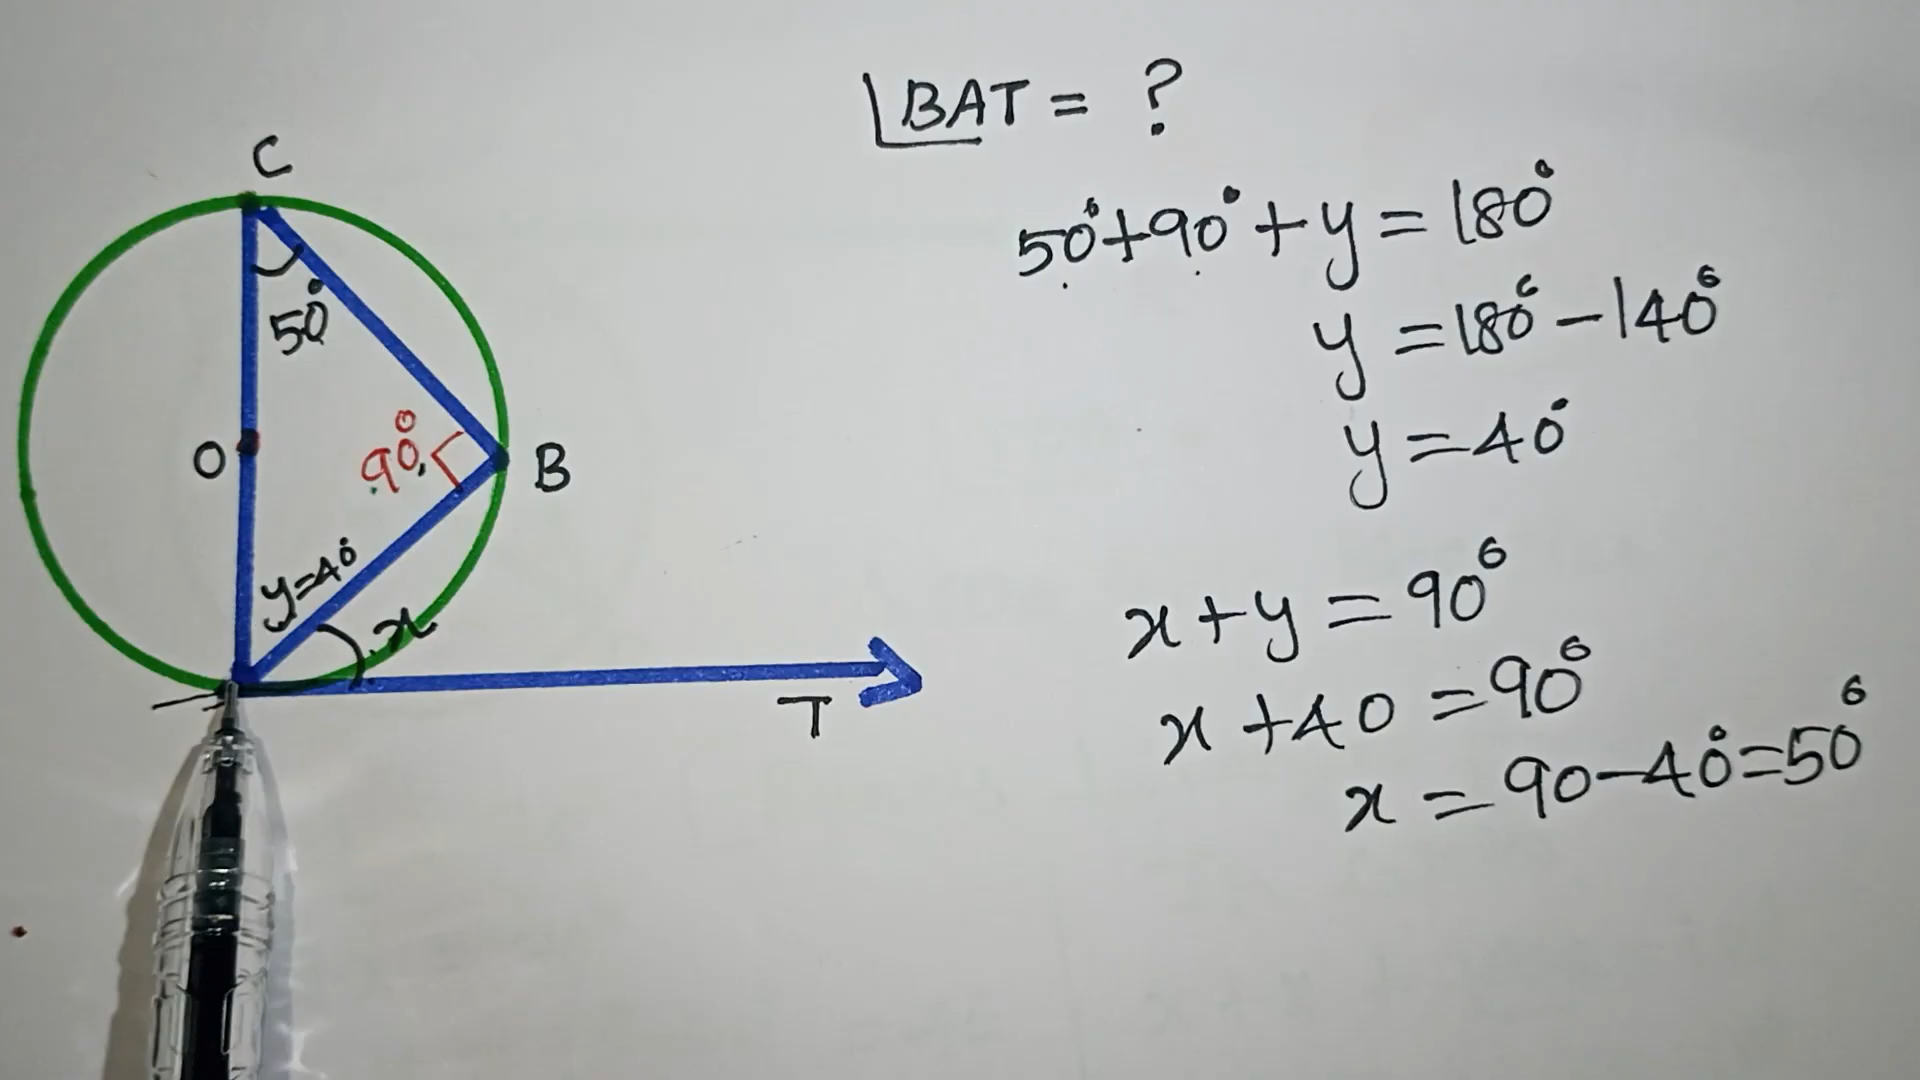 ∠BAT = ?
50°+90°+y=180°
y=180°-140°
y=40°
x+y=90°
x+40=90°
x=90-40°=50°
C
50°
O
90°
B
y=40°
x
T